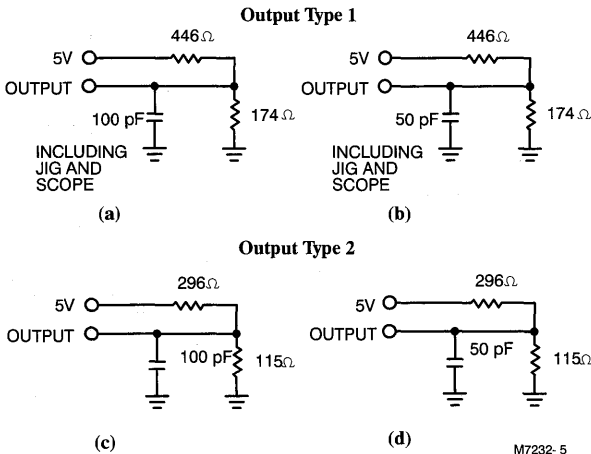 Output Type 1
446Ω
5V
OUTPUT
100 pF
174Ω
INCLUDING
JIG AND
SCOPE
(a)
446Ω
5V
OUTPUT
50 pF
174Ω
INCLUDING
JIG AND
SCOPE
(b)
Output Type 2
296Ω
5V
OUTPUT
100 pF
115Ω
(c)
296Ω
5V
OUTPUT
50 pF
115Ω
(d)
M7232-5